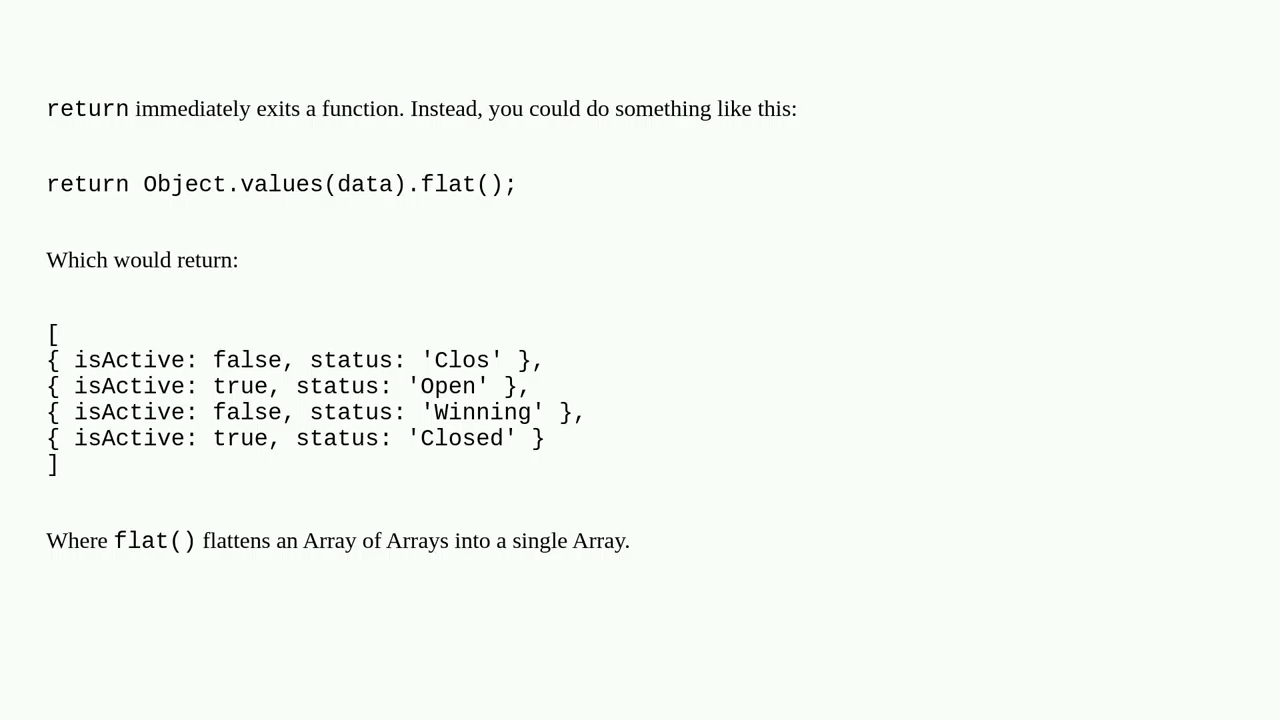 return immediately exits a function. Instead, you could do something like this:
return Object.values(data).flat();
Which would return:
[
{ isActive: false, status: 'Clos' },
{ isActive: true, status: 'Open' },
{ isActive: false, status: 'Winning' },
{ isActive: true, status: 'Closed' }
]
Where flat() flattens an Array of Arrays into a single Array.